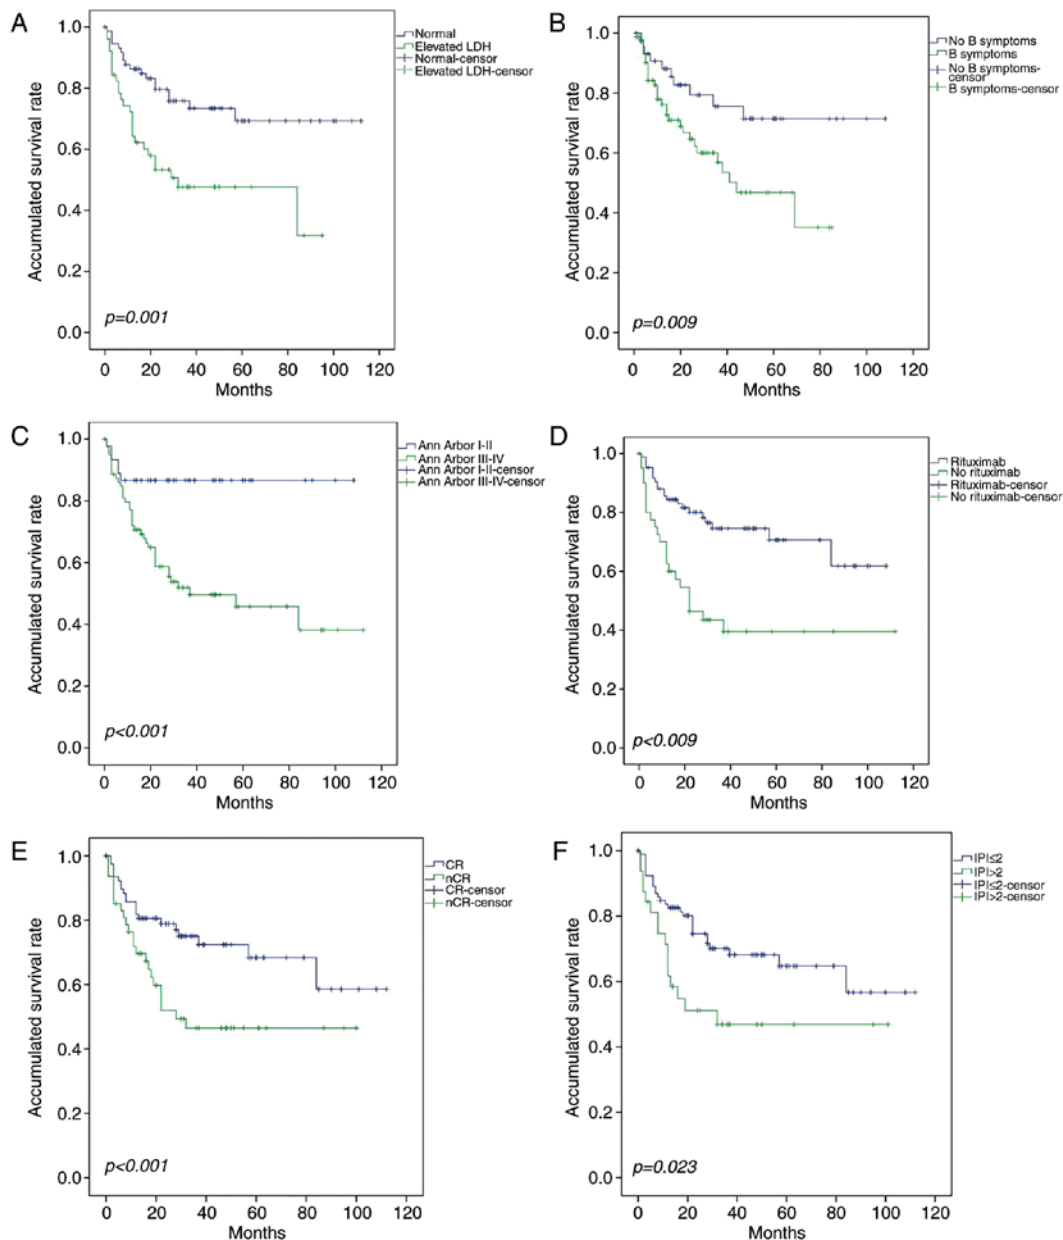 A
Normal
Elevated LDH
Normal-censor
Elevated LDH-censor
Accumulated survival rate
1.0
0.8
0.6
0.4
0.2
0.0
p=0.001
0 20 40 60 80 100 120
Months
B
No B symptoms
B symptoms
No B symptoms-
censor
B symptoms-censor
Accumulated survival rate
1.0
0.8
0.6
0.4
0.2
0.0
p=0.009
0 20 40 60 80 100 120
Months
C
Ann Arbor I-II
Ann Arbor III-IV
Ann Arbor I-II-censor
Ann Arbor III-IV-censor
Accumulated survival rate
1.0
0.8
0.6
0.4
0.2
0.0
p<0.001
0 20 40 60 80 100 120
Months
D
Rituximab
No rituximab
Rituximab-censor
No rituximab-censor
Accumulated survival rate
1.0
0.8
0.6
0.4
0.2
0.0
p<0.009
0 20 40 60 80 100 120
Months
E
CR
nCR
CR-censor
nCR-censor
Accumulated survival rate
1.0
0.8
0.6
0.4
0.2
0.0
p<0.001
0 20 40 60 80 100 120
Months
F
IPI≤2
IPI>2
IPI≤2-censor
IPI>2-censor
Accumulated survival rate
1.0
0.8
0.6
0.4
0.2
0.0
p=0.023
0 20 40 60 80 100 120
Months